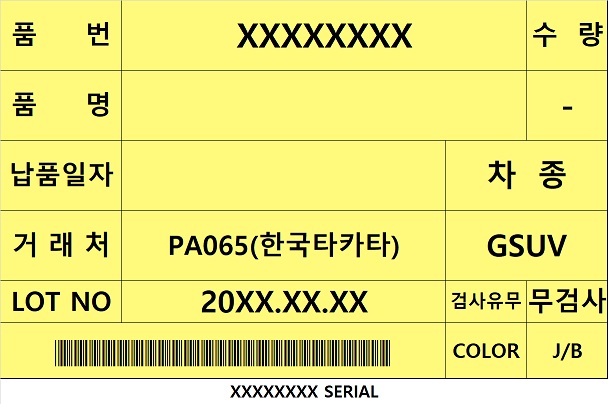 품 번 XXXXXXXX 수 량
품 명 -
납품일자 차 종
거 래 처 PA065(한국타카타) GSUV
LOT NO 20XX.XX.XX 검사유무 무검사
COLOR J/B
XXXXXXXX SERIAL